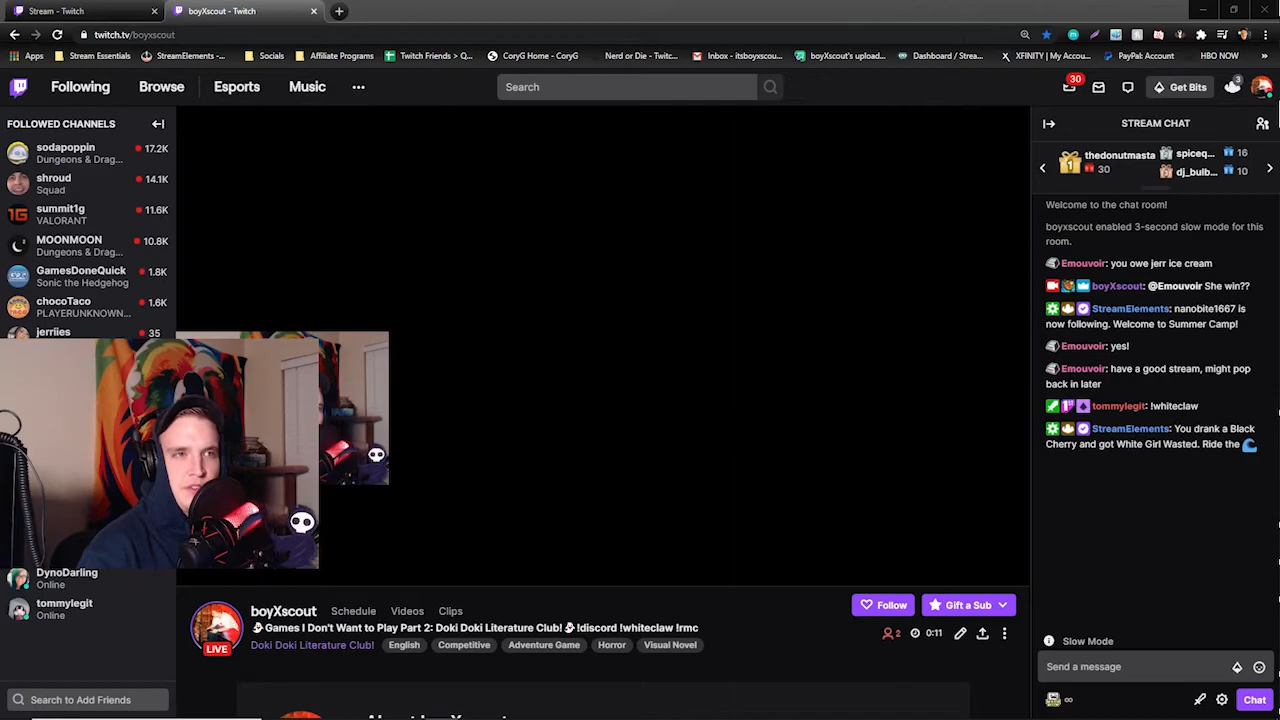 Stream - Twitch
boyXscout - Twitch
twitch.tv/boyxscout
Apps
Stream Essentials
StreamElements - C...
Socials
Affiliate Programs
Twitch Friends > Q...
CoryG HOME - CoryG
Nerd or Die - Twitc...
Inbox - itsboyxscou...
boyXscout's upload...
Dashboard / Strea...
XFINITY | My Accou...
PayPal: Account
HBO NOW
»
Following
Browse
Esports
Music
Search
30
Get Bits
3
FOLLOWED CHANNELS
sodapoppin
17.2K
Dungeons & Drag...
shroud
14.1K
Squad
summit1g
11.6K
VALORANT
MOONMOON
10.8K
Dungeons & Drag...
GamesDoneQuick
1.8K
Sonic the Hedgehog
chocoTaco
1.6K
PLAYERUNKNOWN...
jerriies
35
DynoDarling
Online
tommylegit
Online
Search to Add Friends
LIVE
boyXscout
Schedule
Videos
Clips
Games I Don't Want to Play Part 2: Doki Doki Literature Club! !discord !whiteclaw !rmc
Doki Doki Literature Club!
English
Competitive
Adventure Game
Horror
Visual Novel
Follow
Gift a Sub
2
0:11
STREAM CHAT
1
thedonutmasta
30
spiceq...
16
dj_bulb...
10
Welcome to the chat room!
boyxscout enabled 3-second slow mode for this
room.
Emouvoir: you owe jerr ice cream
boyXscout: @Emouvoir She win??
StreamElements: nanobite1667 is
now following. Welcome to Summer Camp!
Emouvoir: yes!
Emouvoir: have a good stream, might pop
back in later
tommylegit: !whiteclaw
StreamElements: You drank a Black
Cherry and got White Girl Wasted. Ride the
Slow Mode
Send a message
∞
Chat